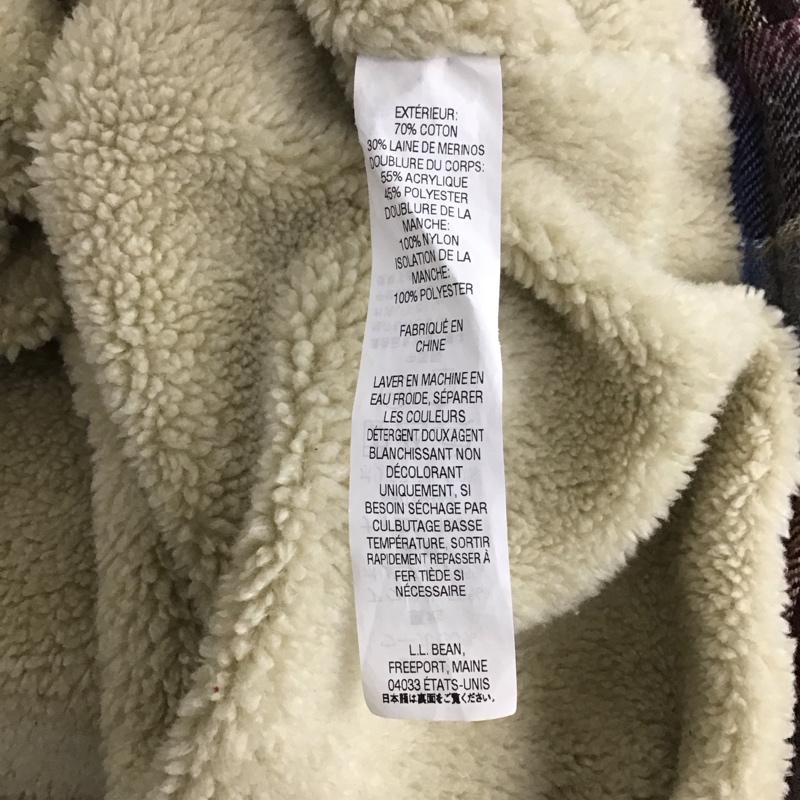 EXTÉRIEUR:
70% COTON
30% LAINE DE MERINOS
DOUBLURE DU CORPS:
55% ACRYLIQUE
45% POLYESTER
DOUBLURE DE LA
MANCHE:
100% NYLON
ISOLATION DE LA
MANCHE:
100% POLYESTER
FABRIQUÉ EN
CHINE
LAVER EN MACHINE EN
EAU FROIDE, SÉPARER
LES COULEURS
DÉTERGENT DOUX AGENT
BLANCHISSANT NON
DÉCOLORANT
UNIQUEMENT, SI
BESOIN SÉCHAGE PAR
CULBUTAGE BASSE
TEMPÉRATURE, SORTIR
RAPIDEMENT REPASSER À
FER TIÈDE SI
NÉCESSAIRE
L.L. BEAN,
FREEPORT, MAINE
04033 ÉTATS-UNIS
日本語は裏面をご覧ください。